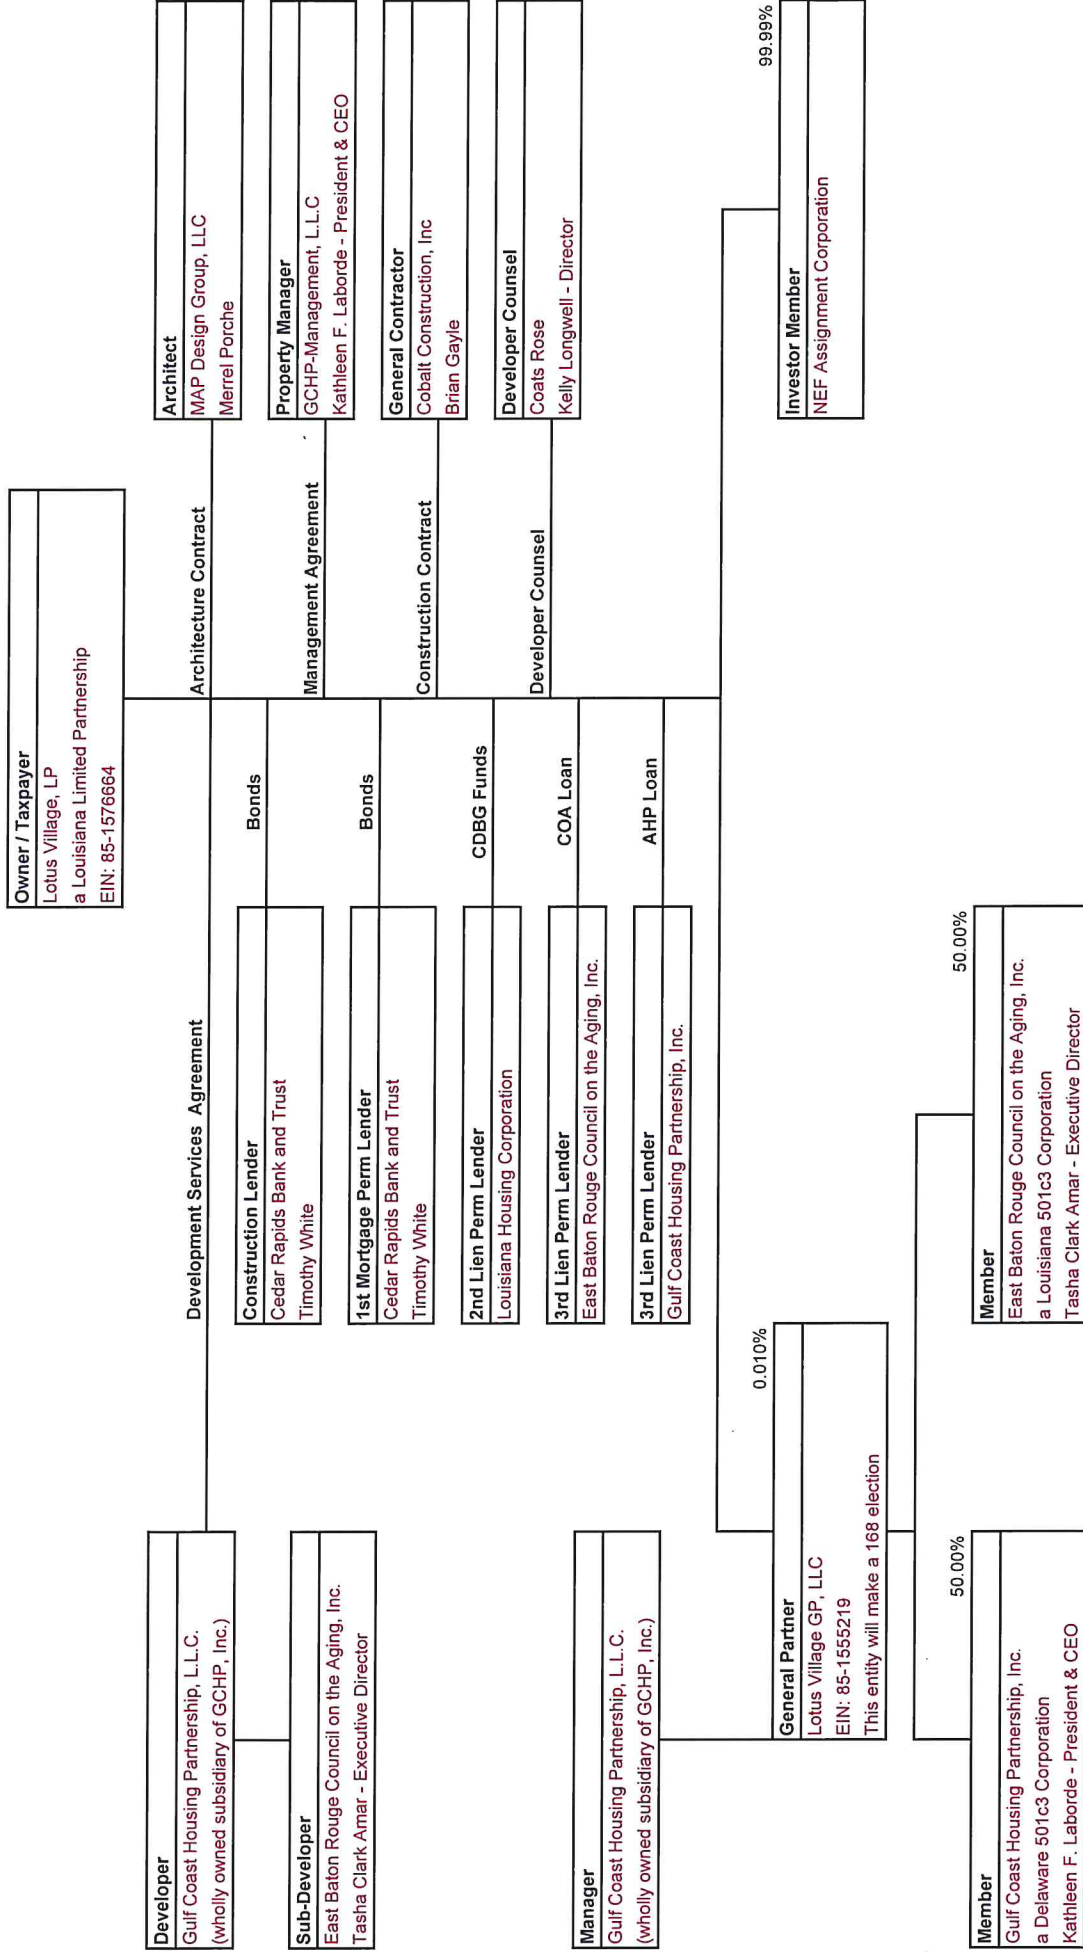 Owner / Taxpayer
Lotus Village, LP
a Louisiana Limited Partnership
EIN: 85-1576664
Developer
Gulf Coast Housing Partnership, L.L.C.
(wholly owned subsidiary of GCHP, Inc.)
Development Services Agreement
Architecture Contract
Architect
MAP Design Group, LLC
Merrel Porche
Sub-Developer
East Baton Rouge Council on the Aging, Inc.
Tasha Clark Amar - Executive Director
Construction Lender
Cedar Rapids Bank and Trust
Timothy White
Bonds
Management Agreement
Property Manager
GCHP-Management, L.L.C
Kathleen F. Laborde - President & CEO
1st Mortgage Perm Lender
Cedar Rapids Bank and Trust
Timothy White
Bonds
Construction Contract
General Contractor
Cobalt Construction, Inc
Brian Gayle
2nd Lien Perm Lender
Louisiana Housing Corporation
CDBG Funds
Developer Counsel
Developer Counsel
Coats Rose
Kelly Longwell - Director
3rd Lien Perm Lender
East Baton Rouge Council on the Aging, Inc.
COA Loan
3rd Lien Perm Lender
Gulf Coast Housing Partnership, Inc.
AHP Loan
Manager
Gulf Coast Housing Partnership, L.L.C.
(wholly owned subsidiary of GCHP, Inc.)
0.010%
99.99%
General Partner
Lotus Village GP, LLC
EIN: 85-1555219
This entity will make a 168 election
Investor Member
NEF Assignment Corporation
50.00%
50.00%
Member
Gulf Coast Housing Partnership, Inc.
a Delaware 501c3 Corporation
Kathleen F. Laborde - President & CEO
Member
East Baton Rouge Council on the Aging, Inc.
a Louisiana 501c3 Corporation
Tasha Clark Amar - Executive Director